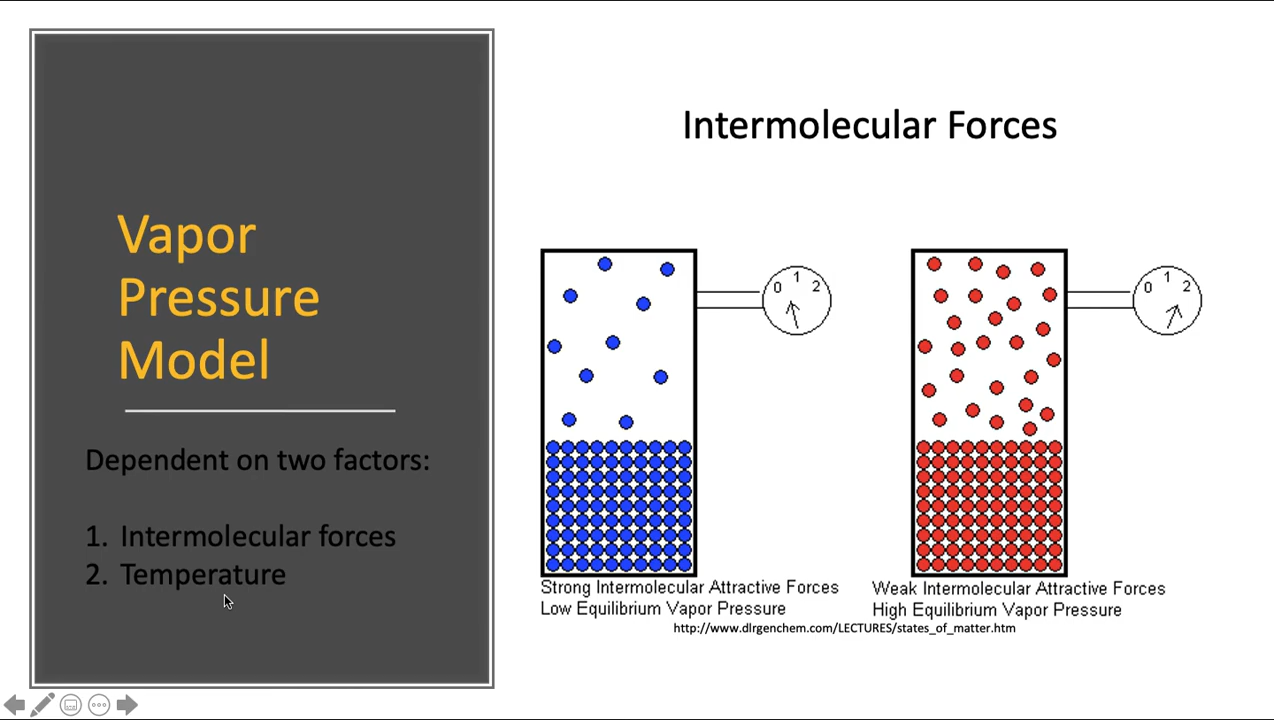 Vapor
Pressure
Model
Dependent on two factors:
1. Intermolecular forces
2. Temperature
Intermolecular Forces
0 1 2
0 1 2
Strong Intermolecular Attractive Forces
Low Equilibrium Vapor Pressure
Weak Intermolecular Attractive Forces
High Equilibrium Vapor Pressure
http://www.dlrgenchem.com/LECTURES/states_of_matter.htm